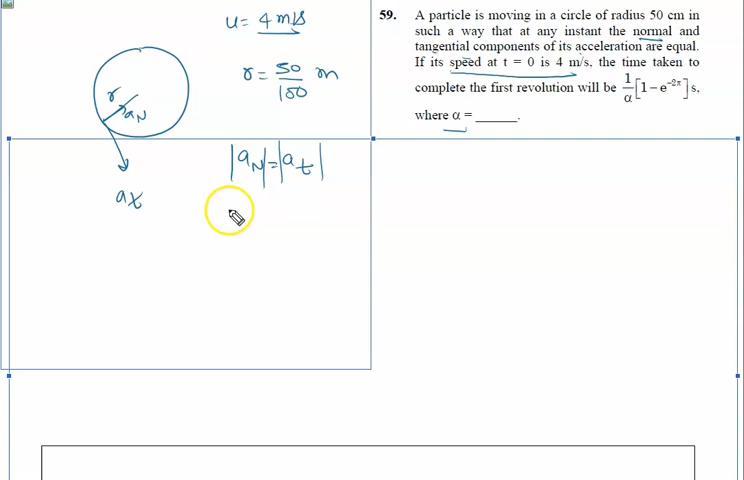 u = 4 m/s
r = 50/100 m
r
aN
at
|aN|=|at|
59. A particle is moving in a circle of radius 50 cm in
such a way that at any instant the normal and
tangential components of its acceleration are equal.
If its speed at t = 0 is 4 m/s, the time taken to
complete the first revolution will be 1/α [1 – e^–2π] s,
where α = ______.